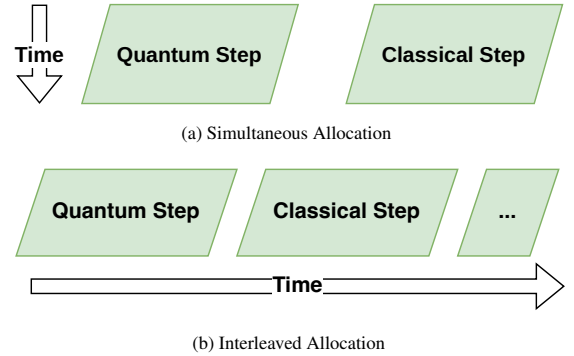 Time
Quantum Step
Classical Step
(a) Simultaneous Allocation
Quantum Step
Classical Step
...
Time
(b) Interleaved Allocation